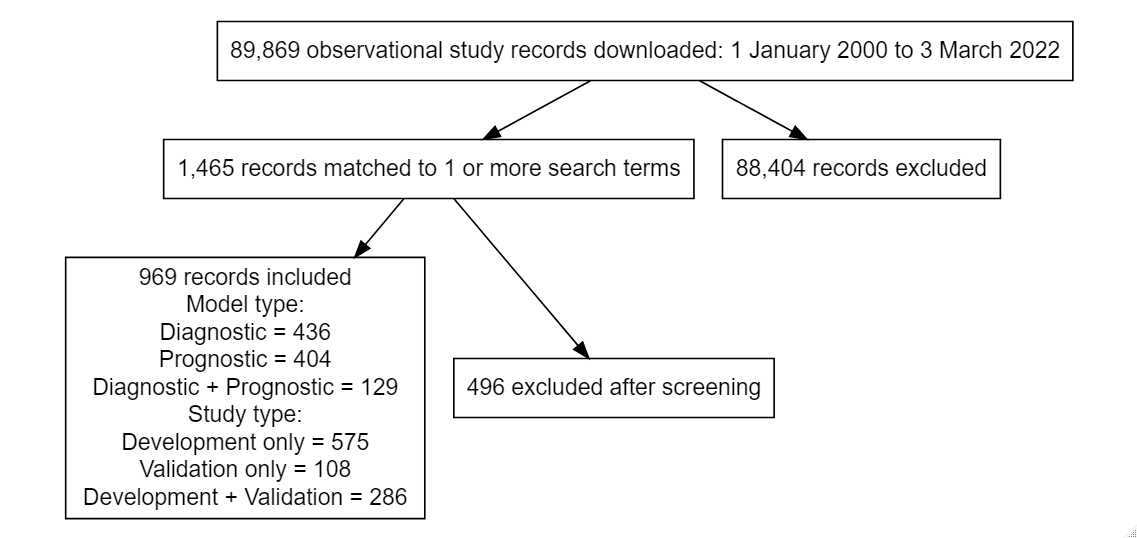 89,869 observational study records downloaded: 1 January 2000 to 3 March 2022
1,465 records matched to 1 or more search terms
88,404 records excluded
969 records included
Model type:
Diagnostic = 436
Prognostic = 404
Diagnostic + Prognostic = 129
Study type:
Development only = 575
Validation only = 108
Development + Validation = 286
496 excluded after screening